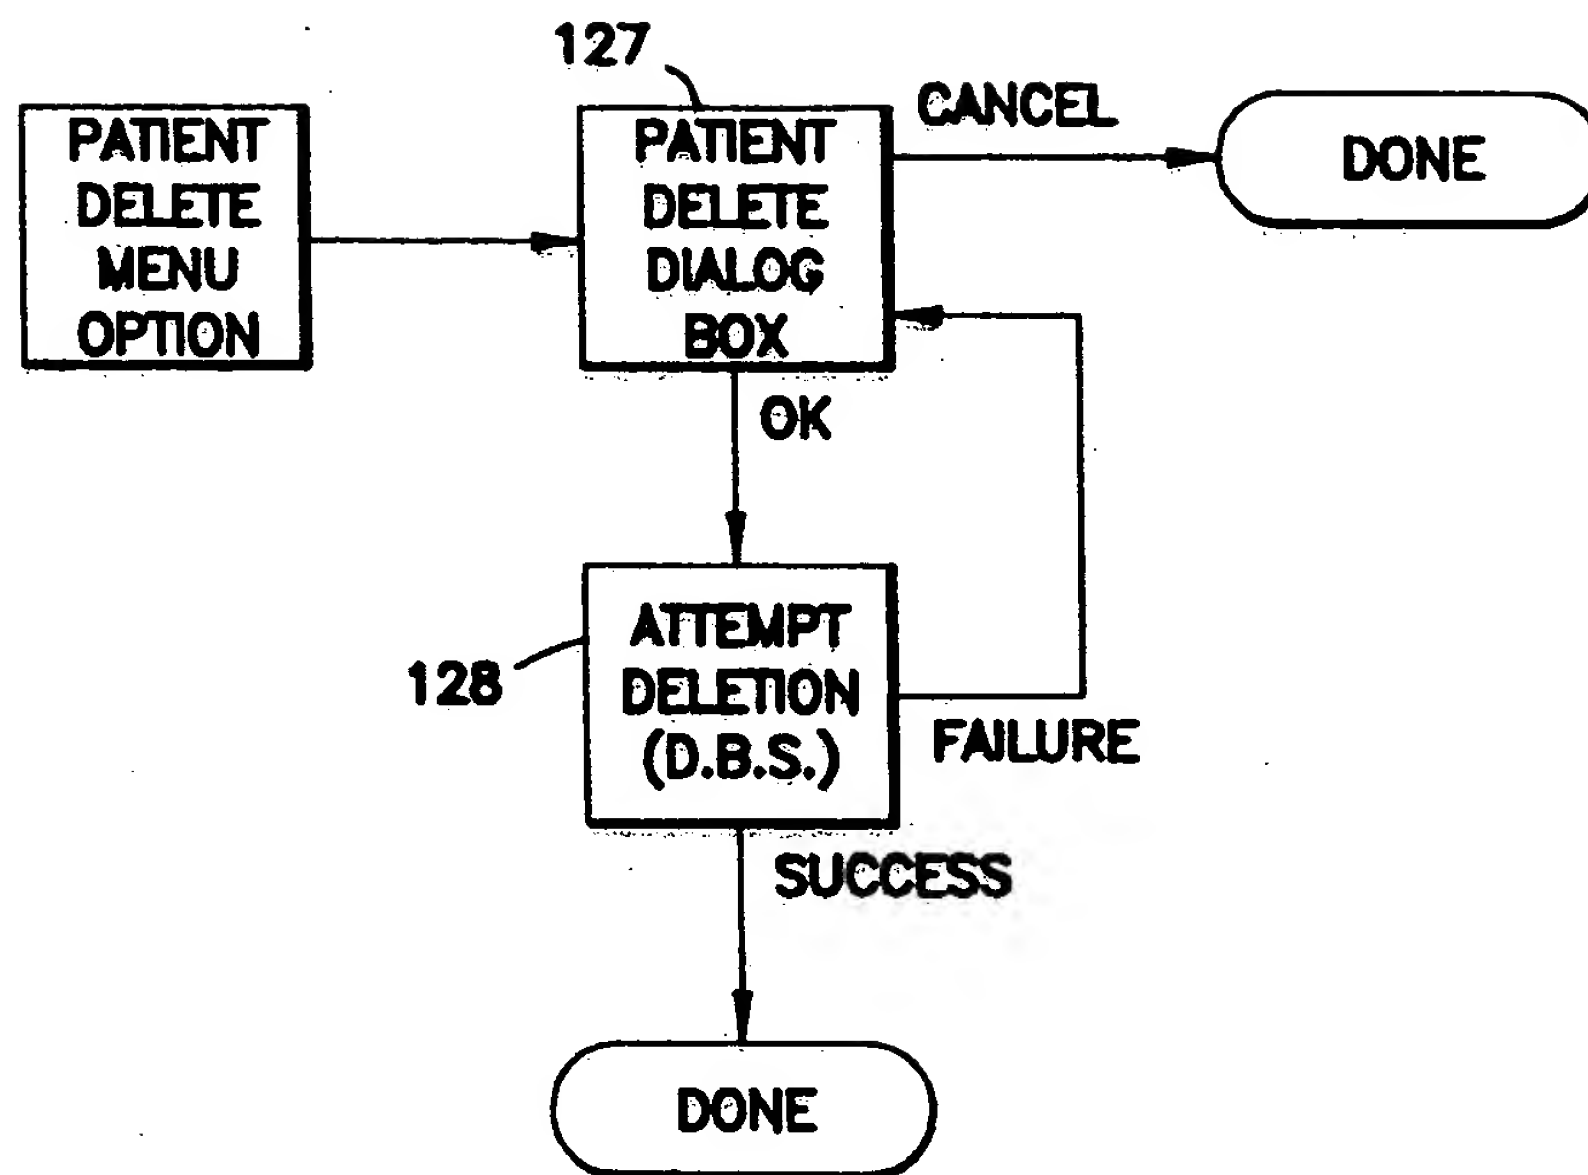 127
PATIENT
DELETE
MENU
OPTION
PATIENT
DELETE
DIALOG
BOX
CANCEL
DONE
OK
128
ATTEMPT
DELETION
(D.B.S.)
FAILURE
SUCCESS
DONE